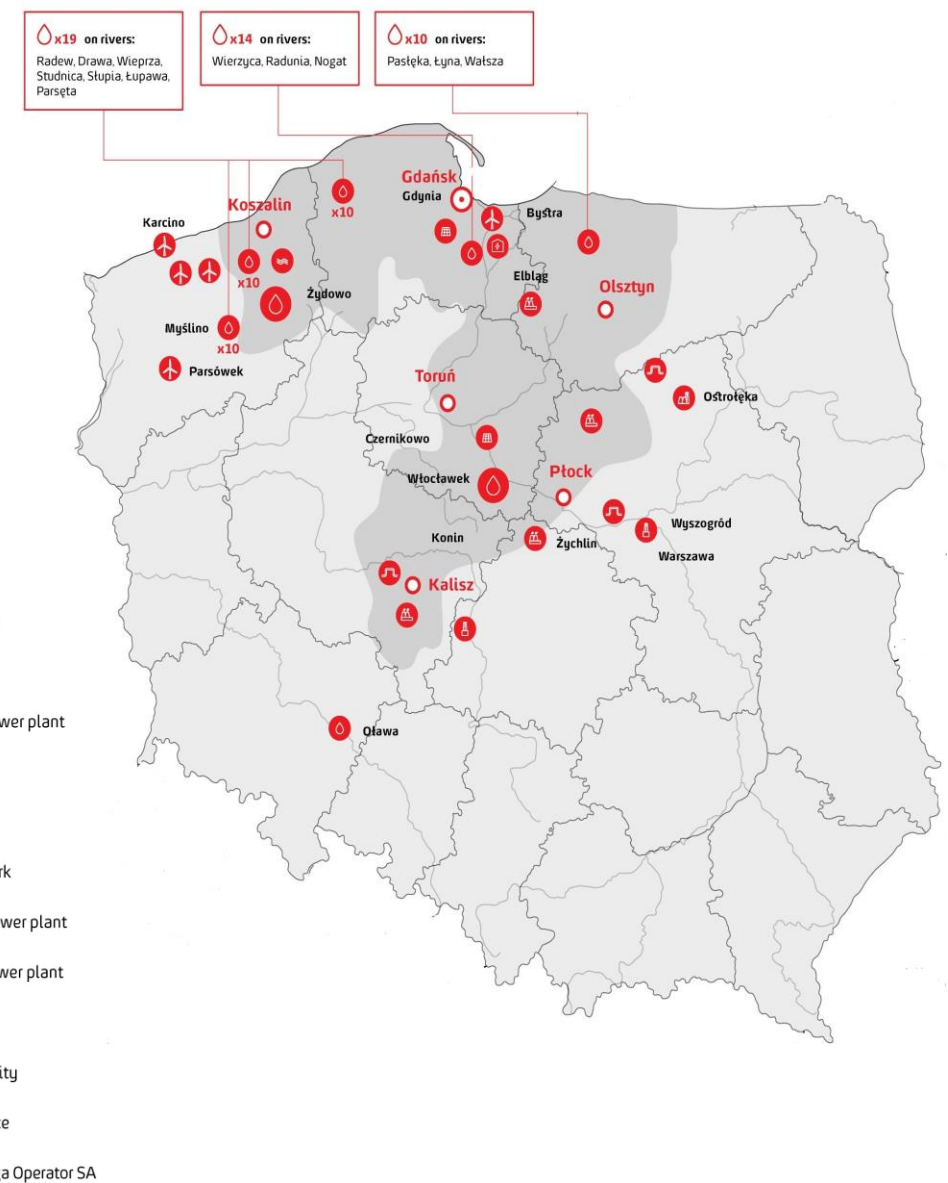 x19 on rivers:
Radew, Drawa, Wieprza,
Studnica, Słupia, Łupawa,
Parsęta
x14 on rivers:
Wierzyca, Radunia, Nogat
x10 on rivers:
Pasłęka, Łyna, Wałsza
Gdańsk
Gdynia
x10
Koszalin
Karcino
Bystra
Elbląg
Olsztyn
x10
Żydowo
Myślino
x10
Parsówek
Toruń
Ostrołęka
Czernikowo
Włocławek
Płock
Wyszogród
Konin
Żychlin
Warszawa
Kalisz
Oława
wer plant
rk
wer plant
wer plant
ity
ce
a Operator SA